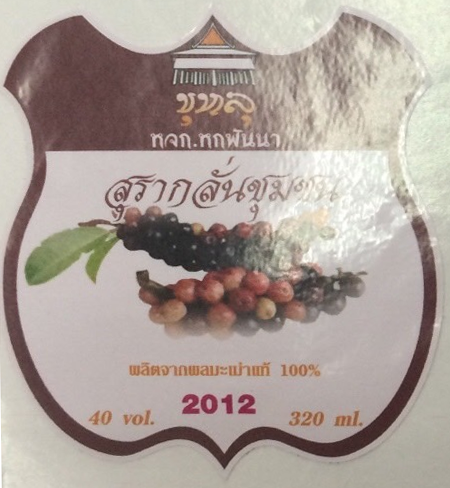 ขุหลุ
หจก.หกพันนา
สุรากลั่นชุมชน
ผลิตจากผลมะเม่าแท้ 100%
2012
40 vol. 320 ml.